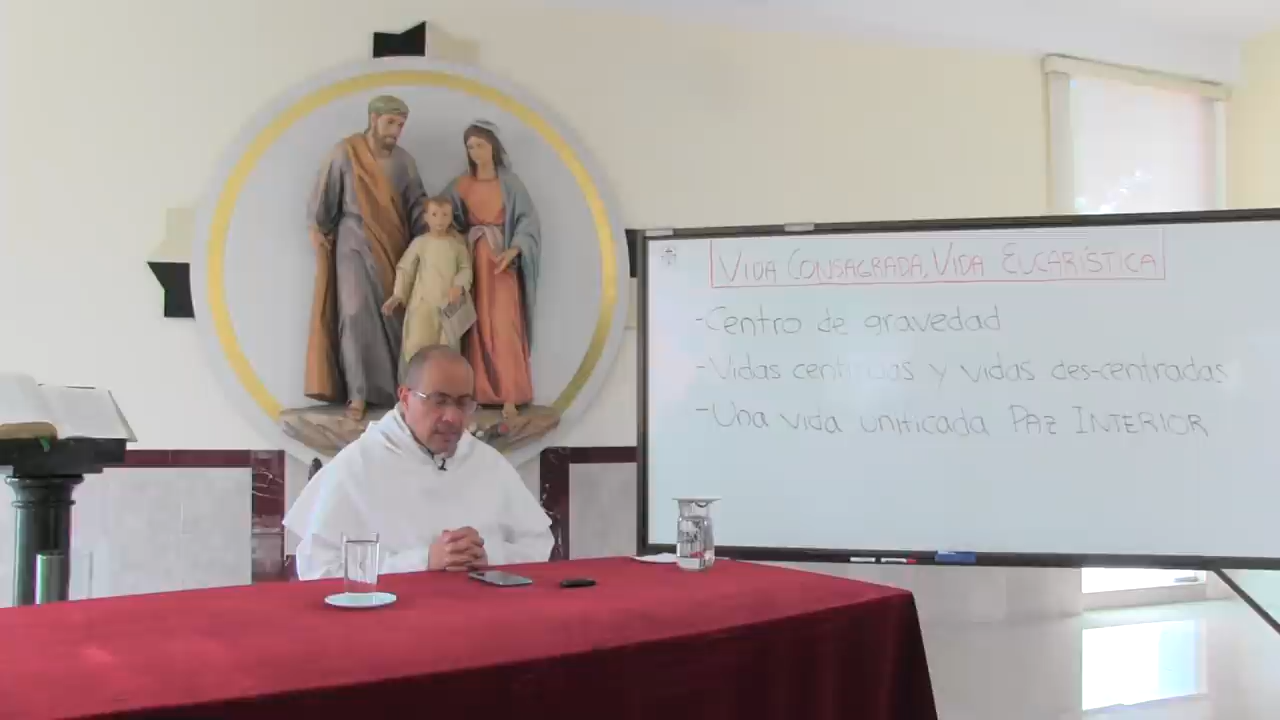 VIDA CONSAGRADA, VIDA EUCARÍSTICA
-Centro de gravedad
-Vidas centradas y vidas des-centradas
-Una vida unificada PAZ INTERIOR